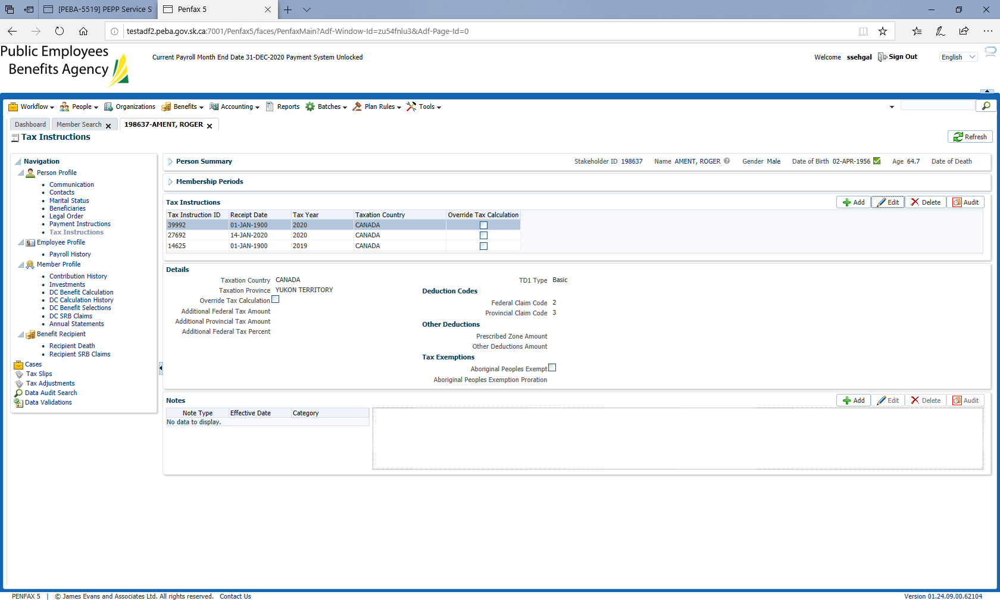 [PEBA-5519] PEPP Service S
Penfax 5
testadf2.peba.gov.sk.ca:7001/Penfax5/faces/PenfaxMain?Adf-Window-Id=zu54fnlu3&Adf-Page-Id=0
Public Employees
Benefits Agency
Current Payroll Month End Date 31-DEC-2020 Payment System Unlocked
Welcome ssehgal Sign Out English
Workflow People Organizations Benefits Accounting Reports Batches Plan Rules Tools
Dashboard Member Search 198637-AMENT, ROGER
Tax Instructions
Refresh
Navigation
Person Profile
Communication
Contacts
Marital Status
Beneficiaries
Legal Order
Payment Instructions
Tax Instructions
Employee Profile
Payroll History
Member Profile
Contribution History
Investments
DC Benefit Calculation
DC Calculation History
DC Benefit Selections
DC SRB Claims
Annual Statements
Benefit Recipient
Recipient Death
Recipient SRB Claims
Cases
Tax Slips
Tax Adjustments
Data Audit Search
Data Validations
Person Summary
Stakeholder ID 198637 Name AMENT, ROGER Gender Male Date of Birth 02-APR-1956 Age 64.7 Date of Death
Membership Periods
Tax Instructions
Add Edit Delete Audit
Tax Instruction ID Receipt Date Tax Year Taxation Country Override Tax Calculation
39992 01-JAN-1900 2020 CANADA
27692 14-JAN-2020 2020 CANADA
14625 01-JAN-1900 2019 CANADA
Details
Taxation Country CANADA
Taxation Province YUKON TERRITORY
Override Tax Calculation
Additional Federal Tax Amount
Additional Provincial Tax Amount
Additional Federal Tax Percent
TD1 Type Basic
Deduction Codes
Federal Claim Code 2
Provincial Claim Code 3
Other Deductions
Prescribed Zone Amount
Other Deductions Amount
Tax Exemptions
Aboriginal Peoples Exempt
Aboriginal Peoples Exemption Proration
Notes
Add Edit Delete Audit
Note Type Effective Date Category
No data to display.
PENFAX 5 | © James Evans and Associates Ltd. All rights reserved. Contact Us
Version 01.24.09.00.62104